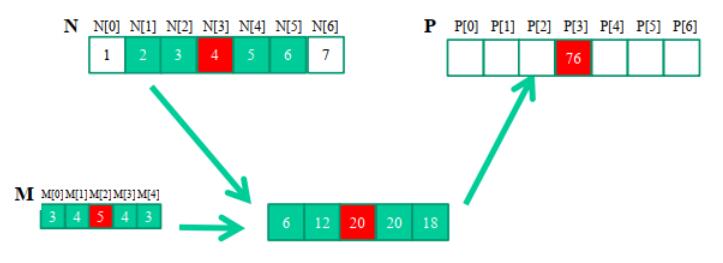 N N[0] N[1] N[2] N[3] N[4] N[5] N[6]
1 2 3 4 5 6 7
P P[0] P[1] P[2] P[3] P[4] P[5] P[6]
76
M M[0] M[1] M[2] M[3] M[4]
3 4 5 4 3
6 12 20 20 18